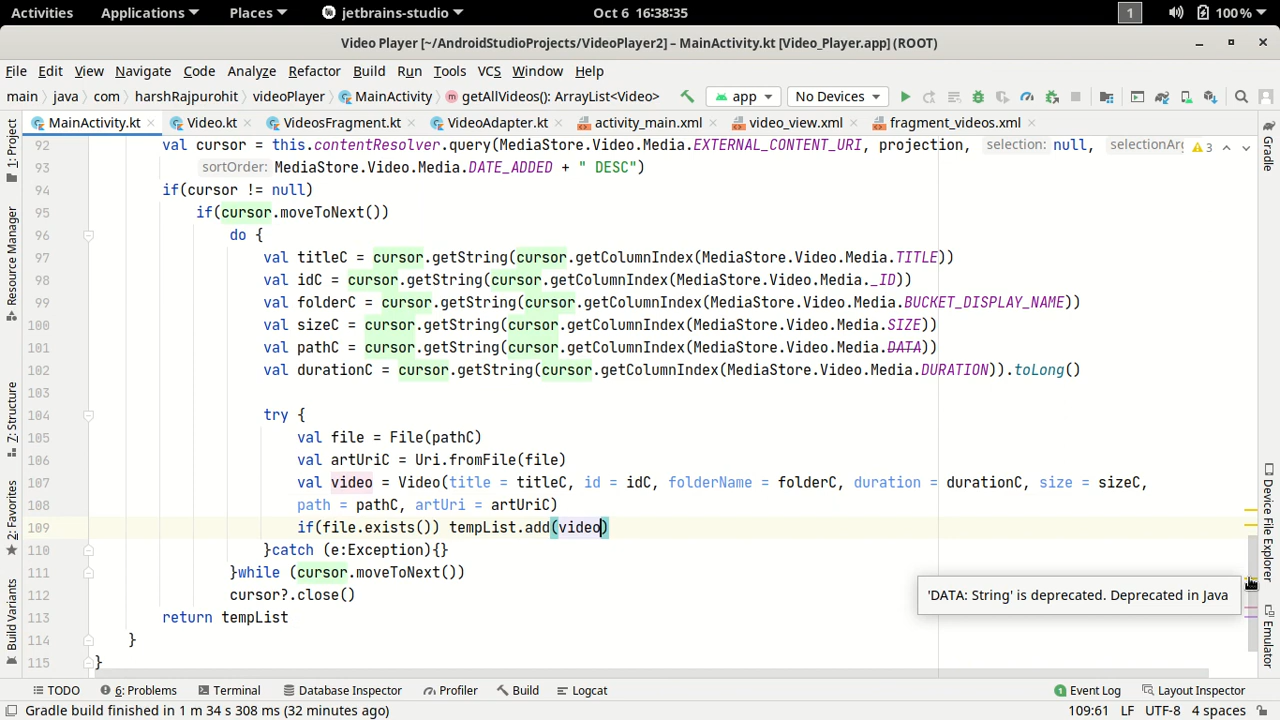 Activities Applications Places jetbrains-studio Oct 6 16:38:35 1 100%
Video Player [~/AndroidStudioProjects/VideoPlayer2] – MainActivity.kt [Video_Player.app] (ROOT)
File Edit View Navigate Code Analyze Refactor Build Run Tools VCS Window Help
main java com harshRajpurohit videoPlayer MainActivity getAllVideos(): ArrayList<Video> app No Devices
MainActivity.kt Video.kt VideosFragment.kt VideoAdapter.kt activity_main.xml video_view.xml fragment_videos.xml
92 val cursor = this.contentResolver.query(MediaStore.Video.Media.EXTERNAL_CONTENT_URI, projection, selection: null, selectionArg 3
93 sortOrder: MediaStore.Video.Media.DATE_ADDED + " DESC")
94 if(cursor != null)
95 if(cursor.moveToNext())
96 do {
97 val titleC = cursor.getString(cursor.getColumnIndex(MediaStore.Video.Media.TITLE))
98 val idC = cursor.getString(cursor.getColumnIndex(MediaStore.Video.Media._ID))
99 val folderC = cursor.getString(cursor.getColumnIndex(MediaStore.Video.Media.BUCKET_DISPLAY_NAME))
100 val sizeC = cursor.getString(cursor.getColumnIndex(MediaStore.Video.Media.SIZE))
101 val pathC = cursor.getString(cursor.getColumnIndex(MediaStore.Video.Media.DATA))
102 val durationC = cursor.getString(cursor.getColumnIndex(MediaStore.Video.Media.DURATION)).toLong()
103
104 try {
105 val file = File(pathC)
106 val artUriC = Uri.fromFile(file)
107 val video = Video(title = titleC, id = idC, folderName = folderC, duration = durationC, size = sizeC,
108 path = pathC, artUri = artUriC)
109 if(file.exists()) tempList.add(video)
110 }catch (e:Exception){}
111 }while (cursor.moveToNext())
112 cursor?.close()
113 return tempList
114 }
115 }
'DATA: String' is deprecated. Deprecated in Java
1: Project
Resource Manager
Z: Structure
2: Favorites
Build Variants
Gradle
Device File Explorer
Emulator
TODO 6: Problems Terminal Database Inspector Profiler Build Logcat 1 Event Log Layout Inspector
Gradle build finished in 1 m 34 s 308 ms (32 minutes ago) 109:61 LF UTF-8 4 spaces